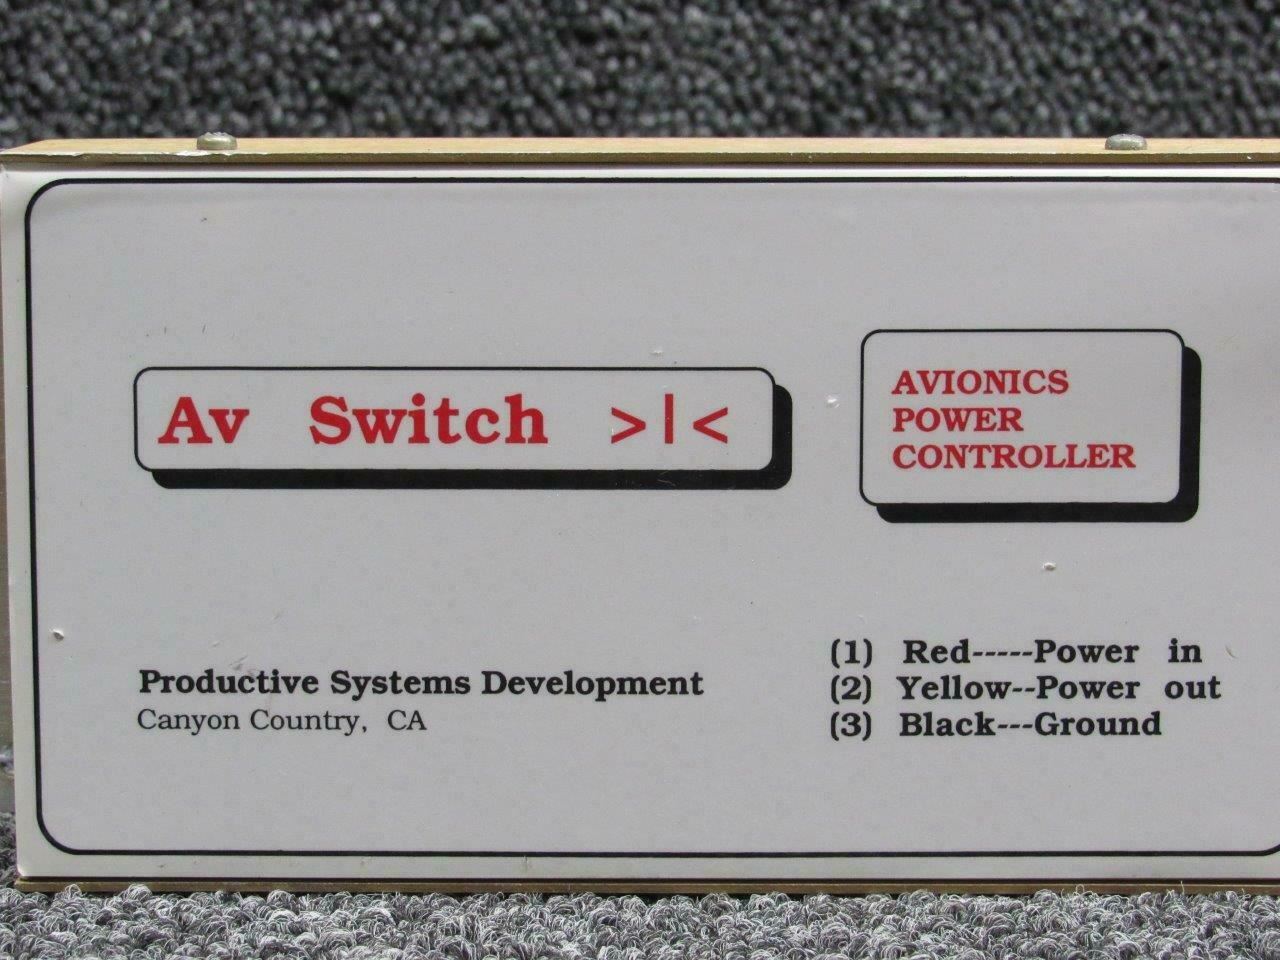 Av Switch >|<
AVIONICS
POWER
CONTROLLER
Productive Systems Development
Canyon Country, CA
(1) Red-----Power in
(2) Yellow--Power out
(3) Black---Ground